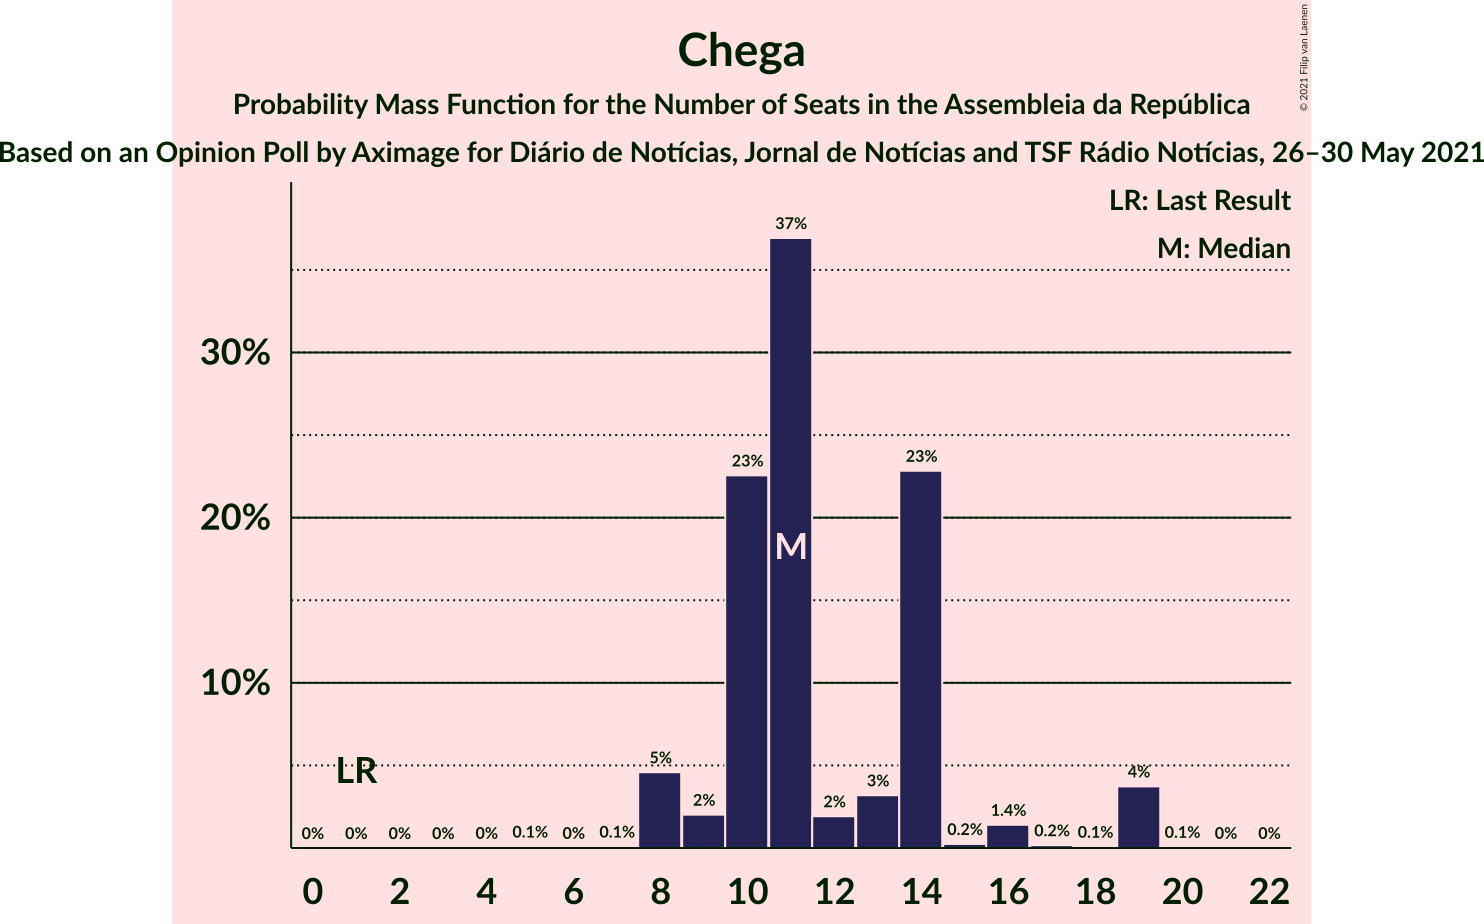 Chega
Probability Mass Function for the Number of Seats in the Assembleia da República
Based on an Opinion Poll by Aximage for Diário de Notícias, Jornal de Notícias and TSF Rádio Notícias, 26–30 May 2021
© 2021 Filip van Laenen
LR: Last Result
M: Median
37%
30%
23%
23%
20%
M
10%
LR
5%
4%
3%
2%
2%
1.4%
0% 0% 0% 0% 0% 0.1% 0% 0.1% 0.2% 0.2% 0.1% 0.1% 0% 0%
0 2 4 6 8 10 12 14 16 18 20 22